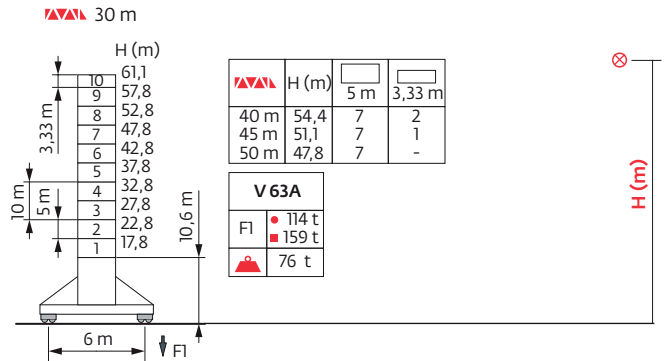 30 m
H (m)
10 61,1
9 57,8
8 52,8
7 47,8
6 42,8
5 37,8
4 32,8
3 27,8
2 22,8
1 17,8
3,33 m
10 m
5 m
10,6 m
6 m
F1
H (m) 5 m 3,33 m
40 m 54,4 7 2
45 m 51,1 7 1
50 m 47,8 7 -
V 63A
F1 114 t
159 t
76 t
H (m)